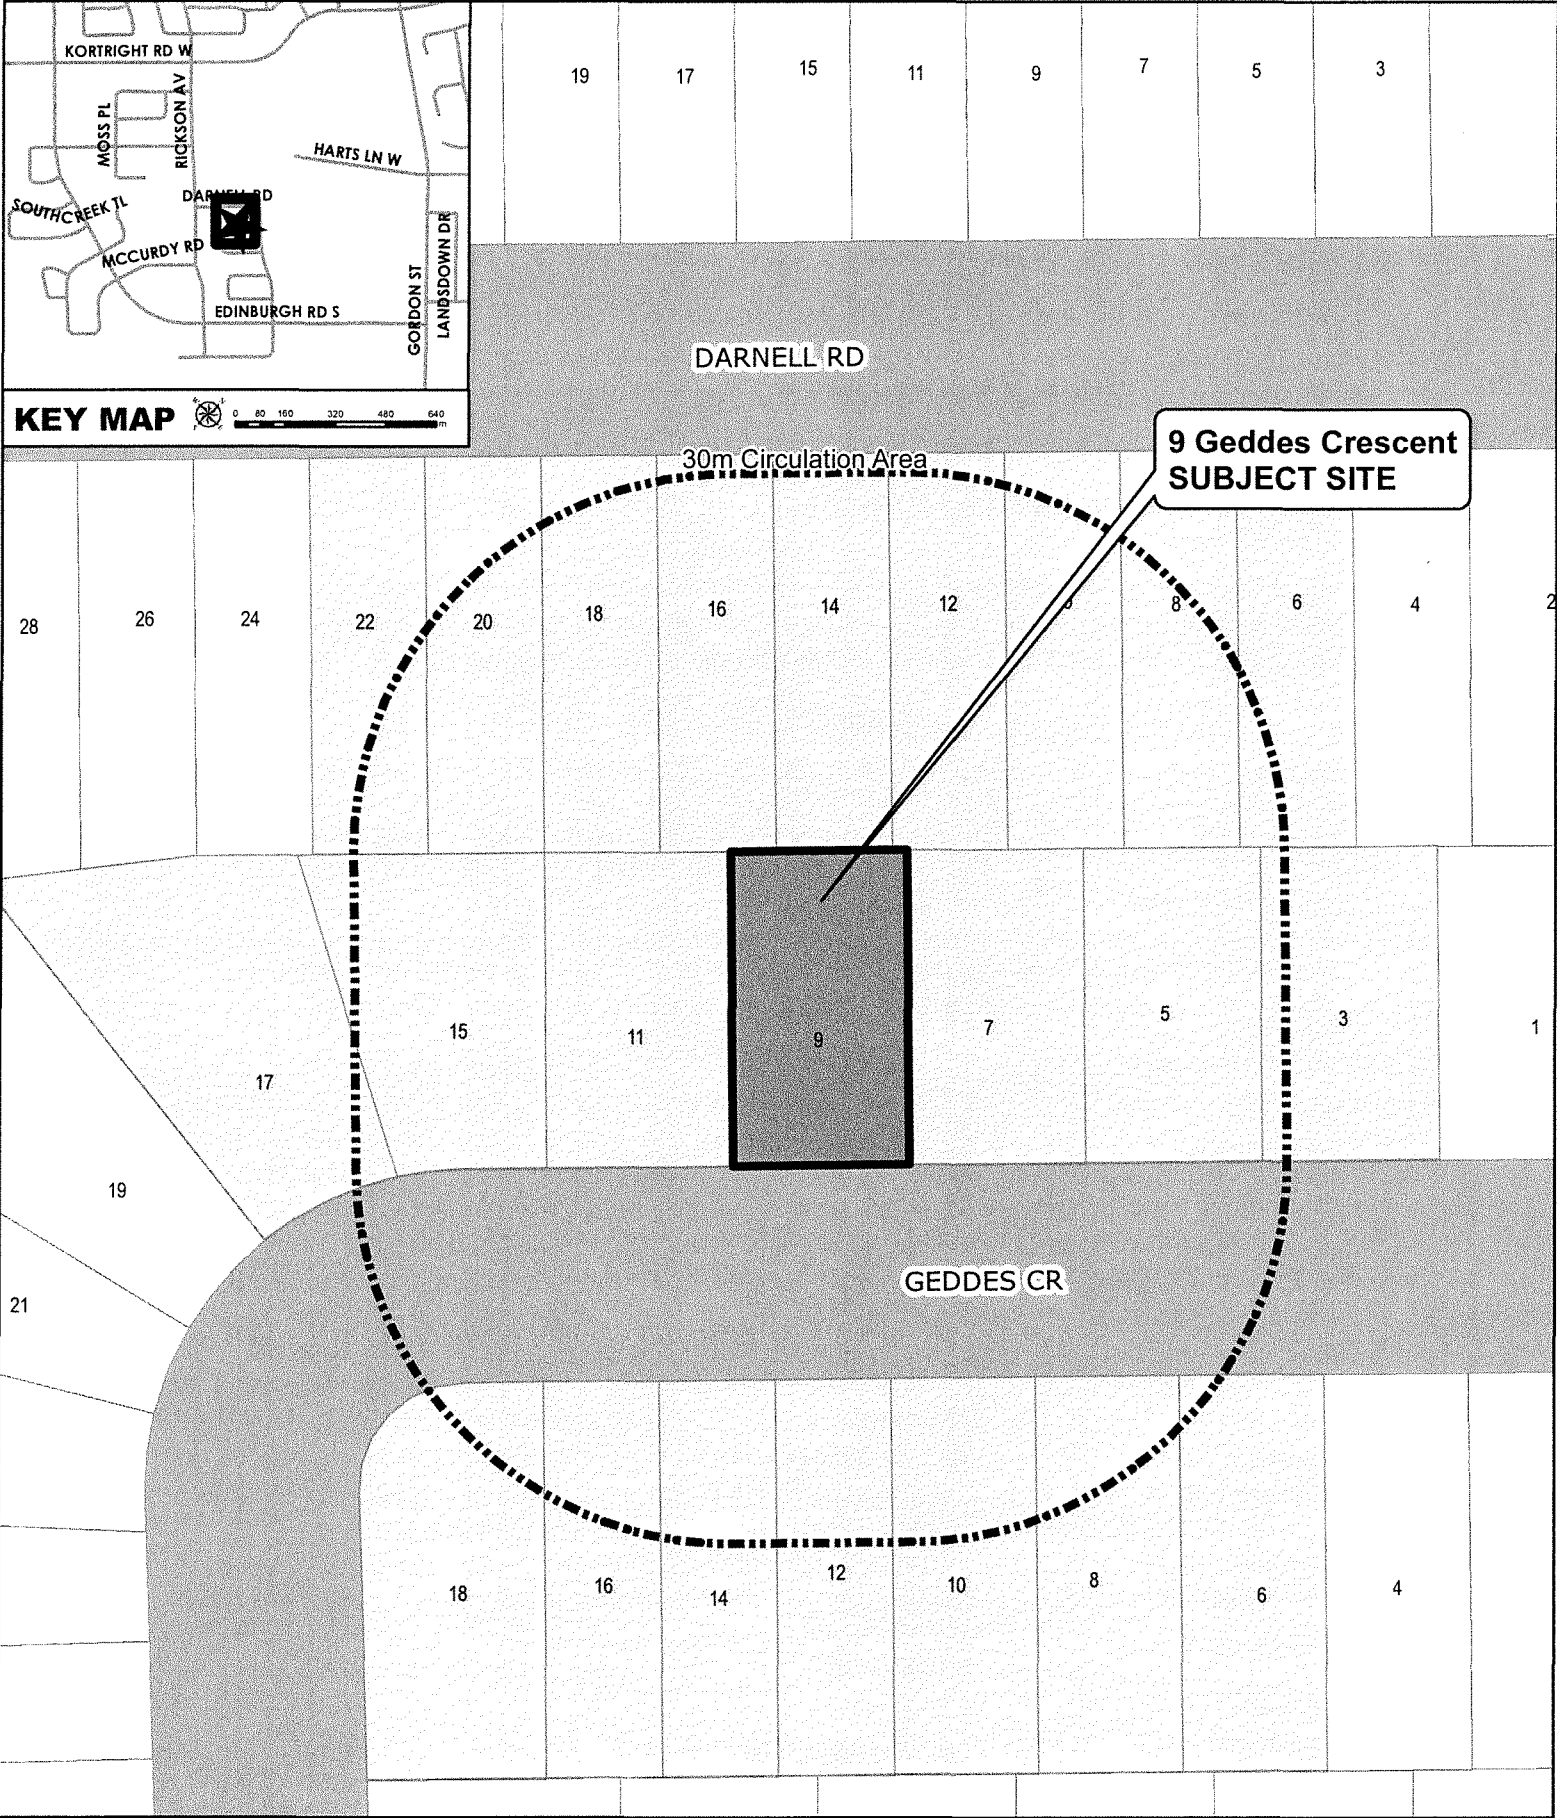 KORTRIGHT RD W
MOSS PL
RICKSON AV
HARTS LN W
DARNELL RD
SOUTHCREEK TL
MCCURDY RD
EDINBURGH RD S
GORDON ST
LANDSDOWN DR
KEY MAP
0 80 160 320 480 640
m
19 17 15 11 9 7 5 3
DARNELL RD
30m Circulation Area
9 Geddes Crescent
SUBJECT SITE
28 26 24 22 20 18 16 14 12 8 6 4 2
17 15 11 9 7 5 3 1
19
21
GEDDES CR
18 16 14 12 10 8 6 4